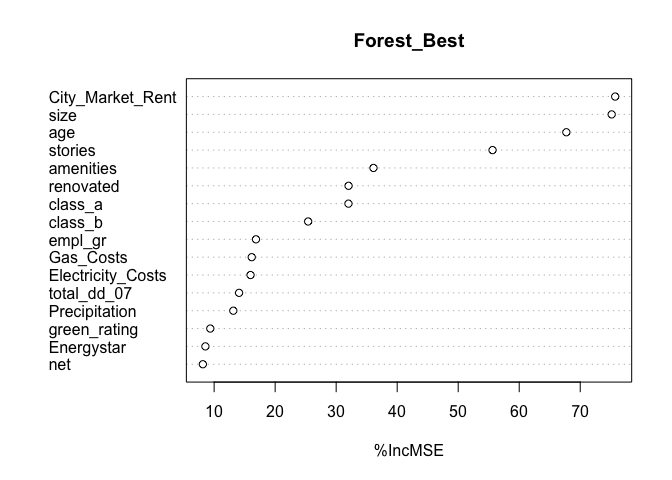 Forest_Best
City_Market_Rent
size
age
stories
amenities
renovated
class_a
class_b
empl_gr
Gas_Costs
Electricity_Costs
total_dd_07
Precipitation
green_rating
Energystar
net
10 20 30 40 50 60 70
%IncMSE